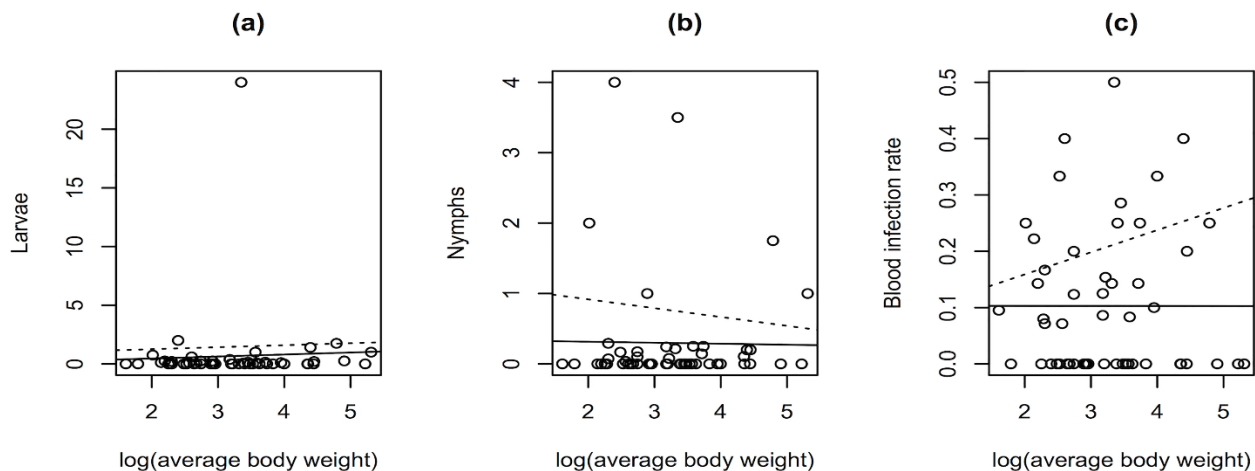 (a)
Larvae
20
15
10
5
0
2 3 4 5
log(average body weight)
(b)
Nymphs
4
3
2
1
0
2 3 4 5
log(average body weight)
(c)
Blood infection rate
0.5
0.4
0.3
0.2
0.1
0.0
2 3 4 5
log(average body weight)